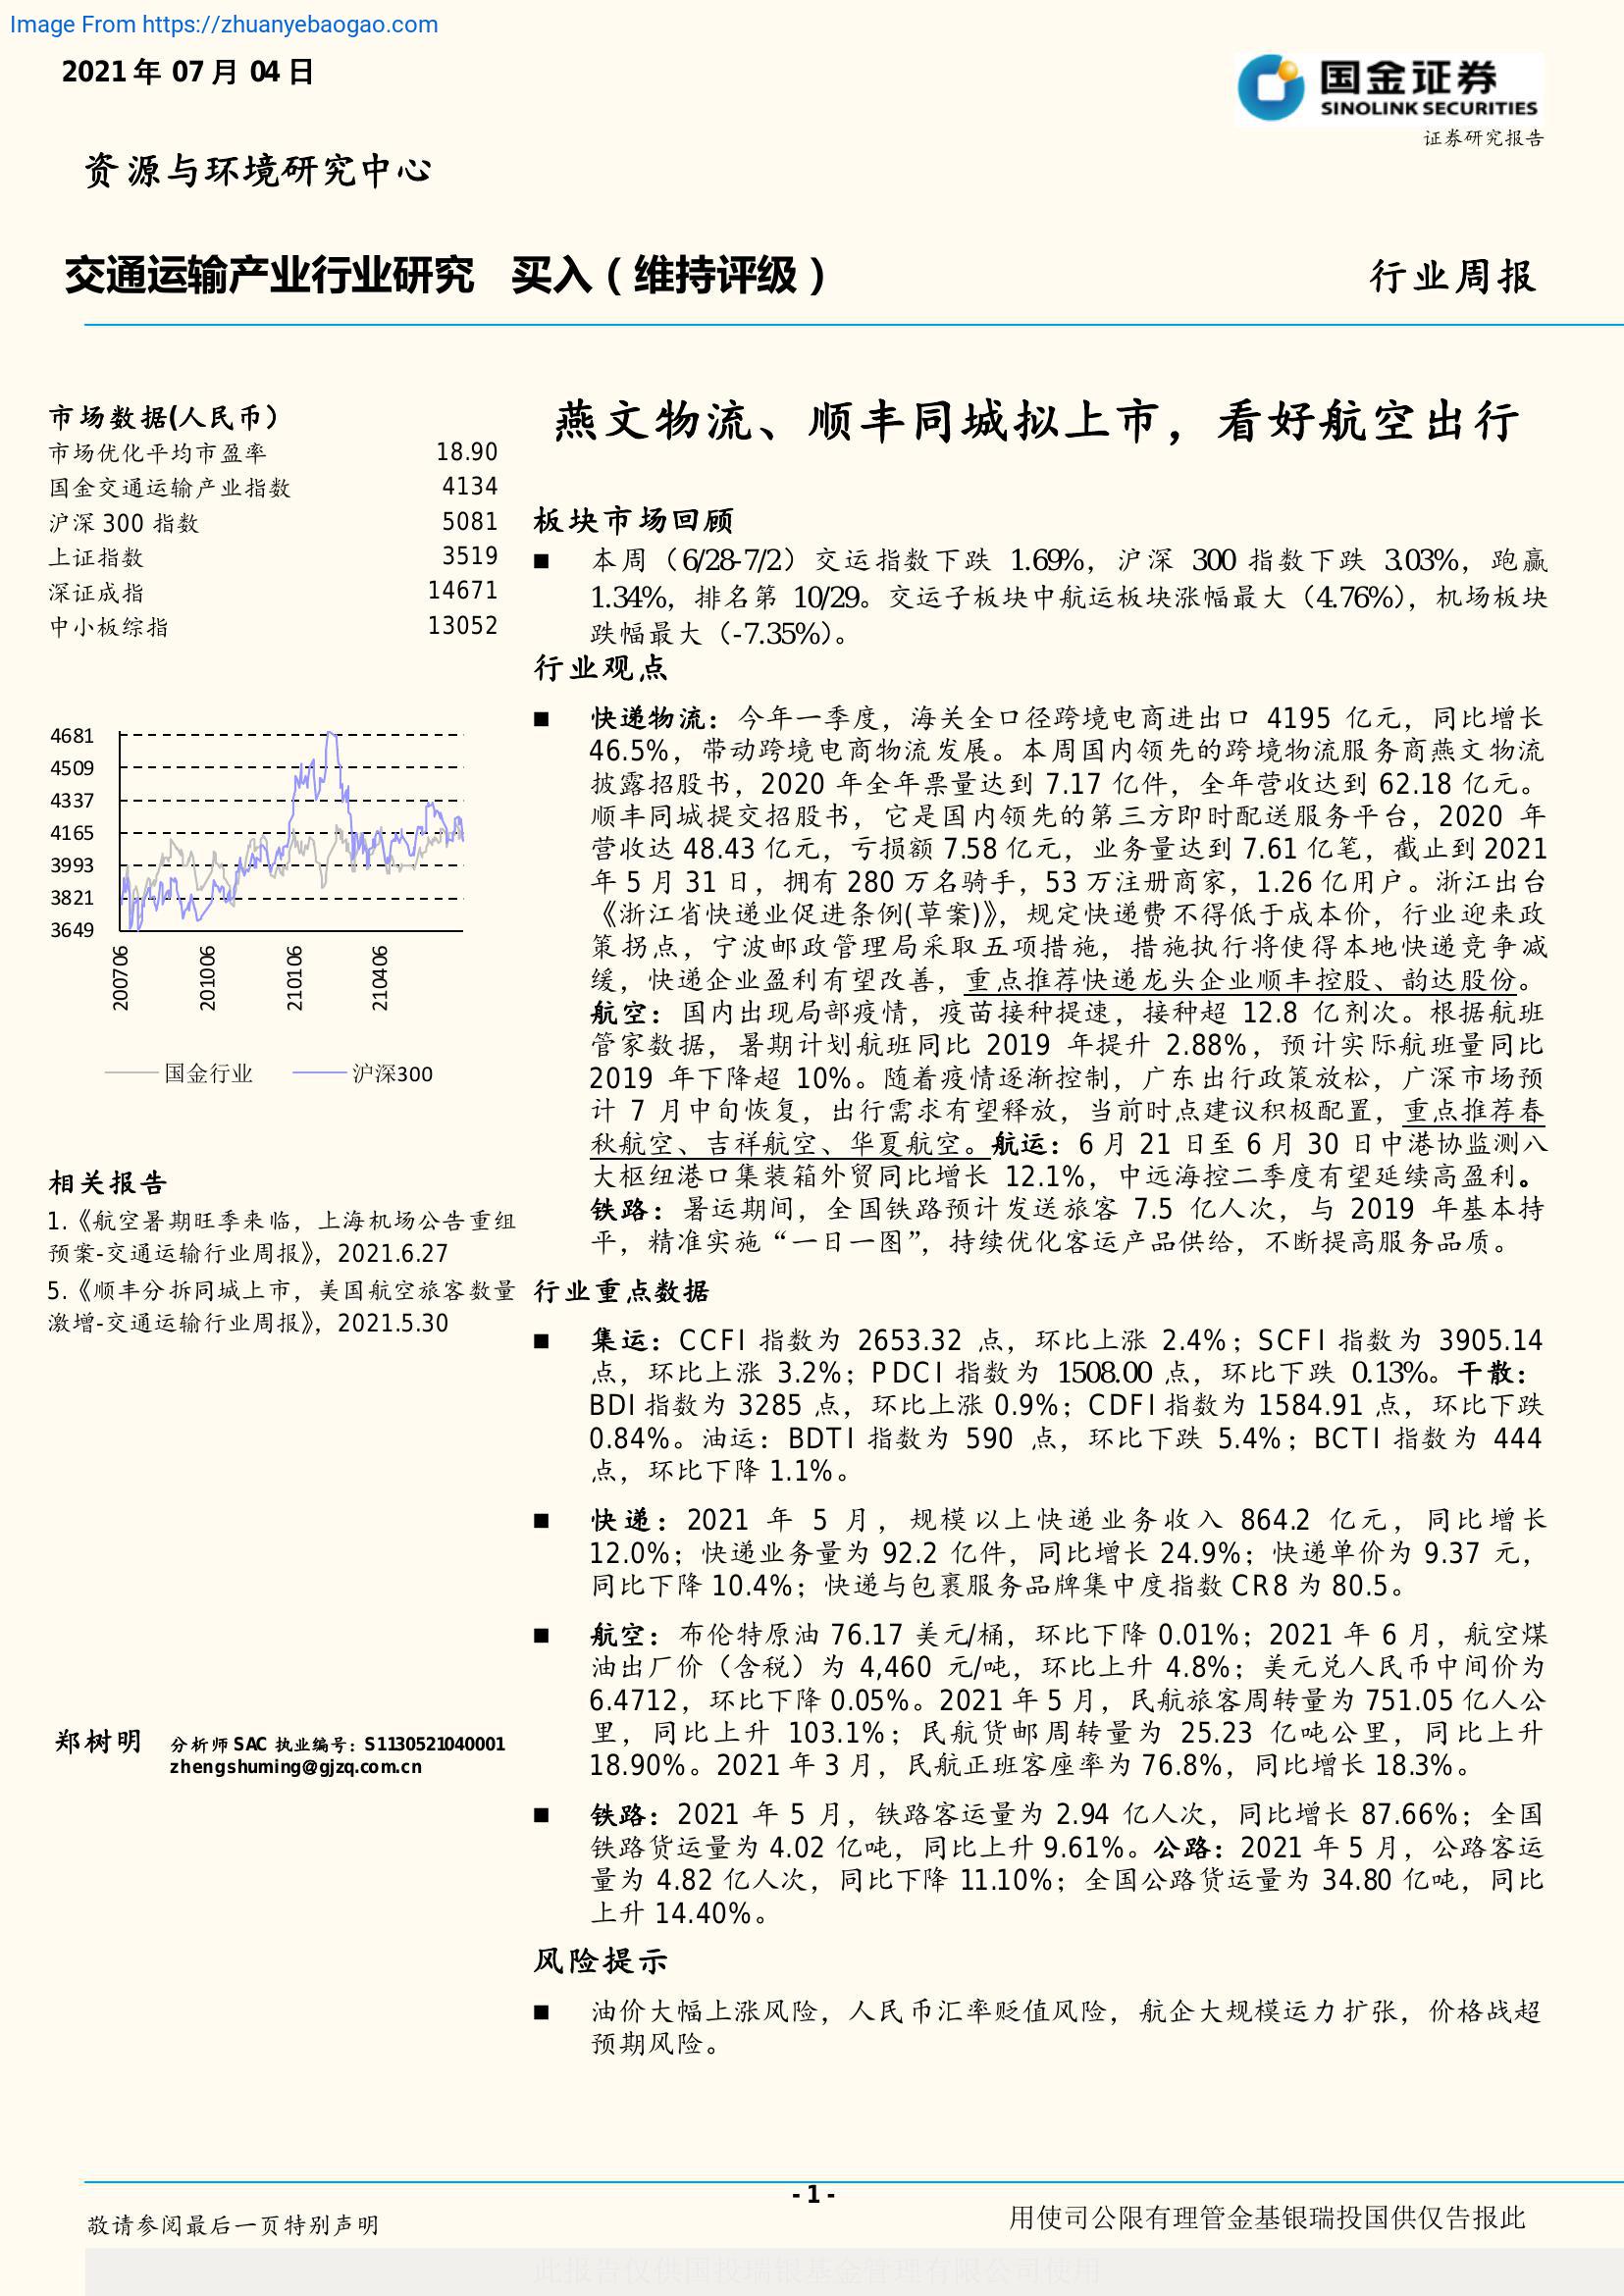 Image From https://zhuanyebaogao.com
2021 年 07 月 04 日
国金证券
SINOLINK SECURITIES
证券研究报告
资源与环境研究中心
交通运输产业行业研究 买入（维持评级）
行业周报
市场数据(人民币）
市场优化平均市盈率 18.90
国金交通运输产业指数 4134
沪深 300 指数 5081
上证指数 3519
深证成指 14671
中小板综指 13052
4681
4509
4337
4165
3993
3821
3649
200706
201006
210106
210406
国金行业 沪深300
相关报告
1.《航空暑期旺季来临，上海机场公告重组
预案-交通运输行业周报》，2021.6.27
5.《顺丰分拆同城上市，美国航空旅客数量
激增-交通运输行业周报》，2021.5.30
郑树明 分析师 SAC 执业编号：S1130521040001
zhengshuming@gjzq.com.cn
燕文物流、顺丰同城拟上市，看好航空出行
板块市场回顾
■ 本周（6/28-7/2）交运指数下跌 1.69%，沪深 300 指数下跌 3.03%，跑赢
1.34%，排名第 10/29。交运子板块中航运板块涨幅最大（4.76%），机场板块
跌幅最大（-7.35%）。
行业观点
■ 快递物流：今年一季度，海关全口径跨境电商进出口 4195 亿元，同比增长
46.5%，带动跨境电商物流发展。本周国内领先的跨境物流服务商燕文物流
披露招股书，2020 年全年票量达到 7.17 亿件，全年营收达到 62.18 亿元。
顺丰同城提交招股书，它是国内领先的第三方即时配送服务平台，2020 年
营收达 48.43 亿元，亏损额 7.58 亿元，业务量达到 7.61 亿笔，截止到 2021
年 5 月 31 日，拥有 280 万名骑手，53 万注册商家，1.26 亿用户。浙江出台
《浙江省快递业促进条例(草案)》，规定快递费不得低于成本价，行业迎来政
策拐点，宁波邮政管理局采取五项措施，措施执行将使得本地快递竞争减
缓，快递企业盈利有望改善，重点推荐快递龙头企业顺丰控股、韵达股份。
航空：国内出现局部疫情，疫苗接种提速，接种超 12.8 亿剂次。根据航班
管家数据，暑期计划航班同比 2019 年提升 2.88%，预计实际航班量同比
2019 年下降超 10%。随着疫情逐渐控制，广东出行政策放松，广深市场预
计 7 月中旬恢复，出行需求有望释放，当前时点建议积极配置，重点推荐春
秋航空、吉祥航空、华夏航空。航运：6 月 21 日至 6 月 30 日中港协监测八
大枢纽港口集装箱外贸同比增长 12.1%，中远海控二季度有望延续高盈利。
铁路：暑运期间，全国铁路预计发送旅客 7.5 亿人次，与 2019 年基本持
平，精准实施“一日一图”，持续优化客运产品供给，不断提高服务品质。
行业重点数据
■ 集运：CCFI 指数为 2653.32 点，环比上涨 2.4%；SCFI 指数为 3905.14
点，环比上涨 3.2%；PDCI 指数为 1508.00 点，环比下跌 0.13%。干散：
BDI 指数为 3285 点，环比上涨 0.9%；CDFI 指数为 1584.91 点，环比下跌
0.84%。油运：BDTI 指数为 590 点，环比下跌 5.4%；BCTI 指数为 444
点，环比下降 1.1%。
■ 快递：2021 年 5 月，规模以上快递业务收入 864.2 亿元，同比增长
12.0%；快递业务量为 92.2 亿件，同比增长 24.9%；快递单价为 9.37 元，
同比下降 10.4%；快递与包裹服务品牌集中度指数 CR8 为 80.5。
■ 航空：布伦特原油 76.17 美元/桶，环比下降 0.01%；2021 年 6 月，航空煤
油出厂价（含税）为 4,460 元/吨，环比上升 4.8%；美元兑人民币中间价为
6.4712，环比下降 0.05%。2021 年 5 月，民航旅客周转量为 751.05 亿人公
里，同比上升 103.1%；民航货邮周转量为 25.23 亿吨公里，同比上升
18.90%。2021 年 3 月，民航正班客座率为 76.8%，同比增长 18.3%。
■ 铁路：2021 年 5 月，铁路客运量为 2.94 亿人次，同比增长 87.66%；全国
铁路货运量为 4.02 亿吨，同比上升 9.61%。公路：2021 年 5 月，公路客运
量为 4.82 亿人次，同比下降 11.10%；全国公路货运量为 34.80 亿吨，同比
上升 14.40%。
风险提示
■ 油价大幅上涨风险，人民币汇率贬值风险，航企大规模运力扩张，价格战超
预期风险。
- 1 -
敬请参阅最后一页特别声明
用使司公限有理管金基银瑞投国供仅告报此
此报告仅供国投瑞银基金管理有限公司使用